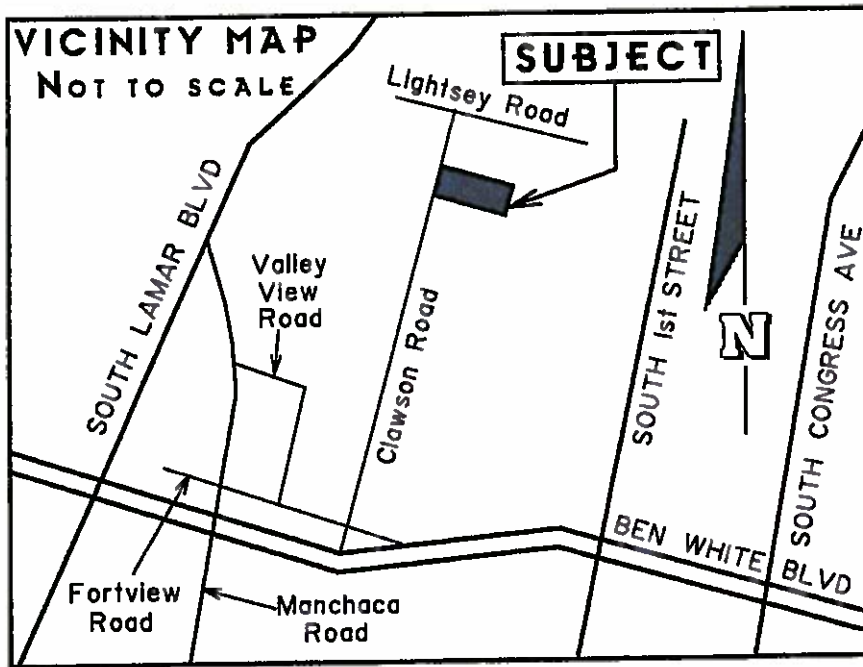 VICINITY MAP
NOT TO SCALE
SUBJECT
Lightsey Road
SOUTH LAMAR BLVD
Valley
View
Road
Clawson Road
SOUTH 1st STREET
N
SOUTH CONGRESS AVE
BEN WHITE BLVD
Fortview
Road
Manchaca
Road